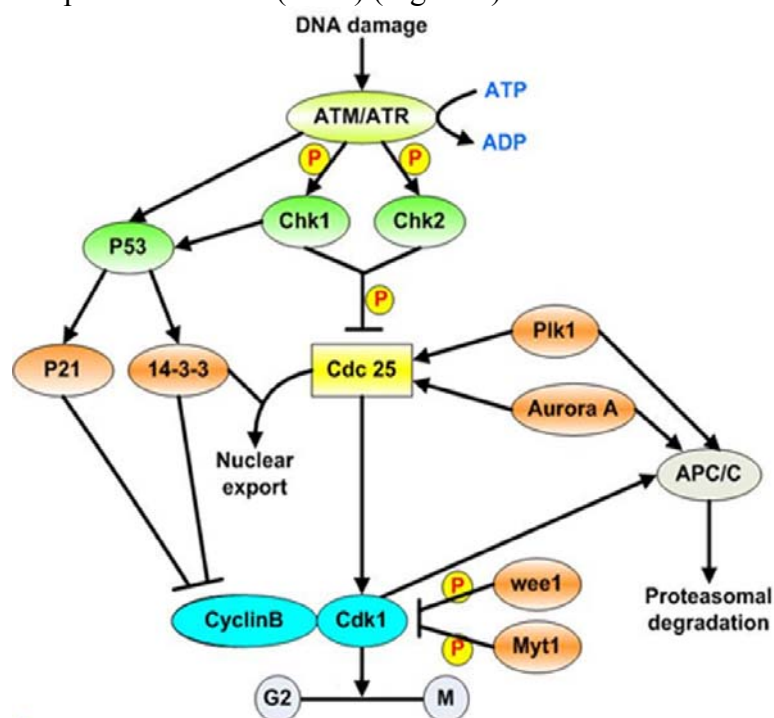 DNA damage
ATM/ATR
ATP
ADP
P
P
Chk1
Chk2
P53
P
P21
14-3-3
Cdc 25
Plk1
Aurora A
Nuclear
export
APC/C
CyclinB
Cdk1
P
wee1
P
Myt1
Proteasomal
degradation
G2
M